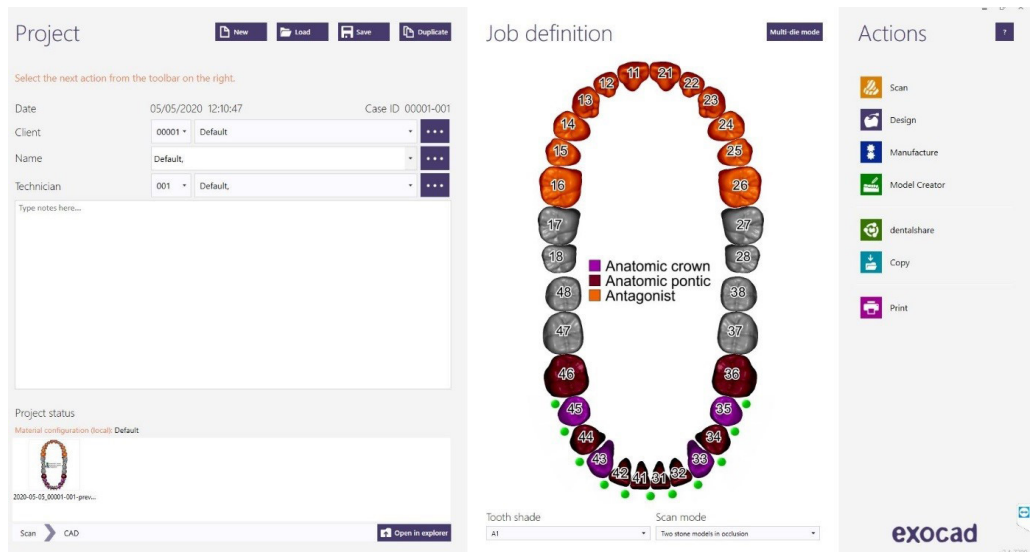 Project
New
Load
Save
Duplicate
Select the next action from the toolbar on the right.
Date 05/05/2020 12:10:47 Case ID 00001-001
Client 00001 Default
Name Default,
Technician 001 Default,
Type notes here...
Project status
Material configuration (local): Default
2020-05-05_00001-001-prev...
Scan CAD
Open in explorer
Job definition
Multi-die mode
11 21
12 22
13 23
14 24
15 25
16 26
17 27
18 28
Anatomic crown
Anatomic pontic
Antagonist
48 38
47 37
46 36
45 35
44 34
43 33
42 41 31 32
Tooth shade Scan mode
A1 Two stone models in occlusion
Actions
?
Scan
Design
Manufacture
Model Creator
dentalshare
Copy
Print
exocad